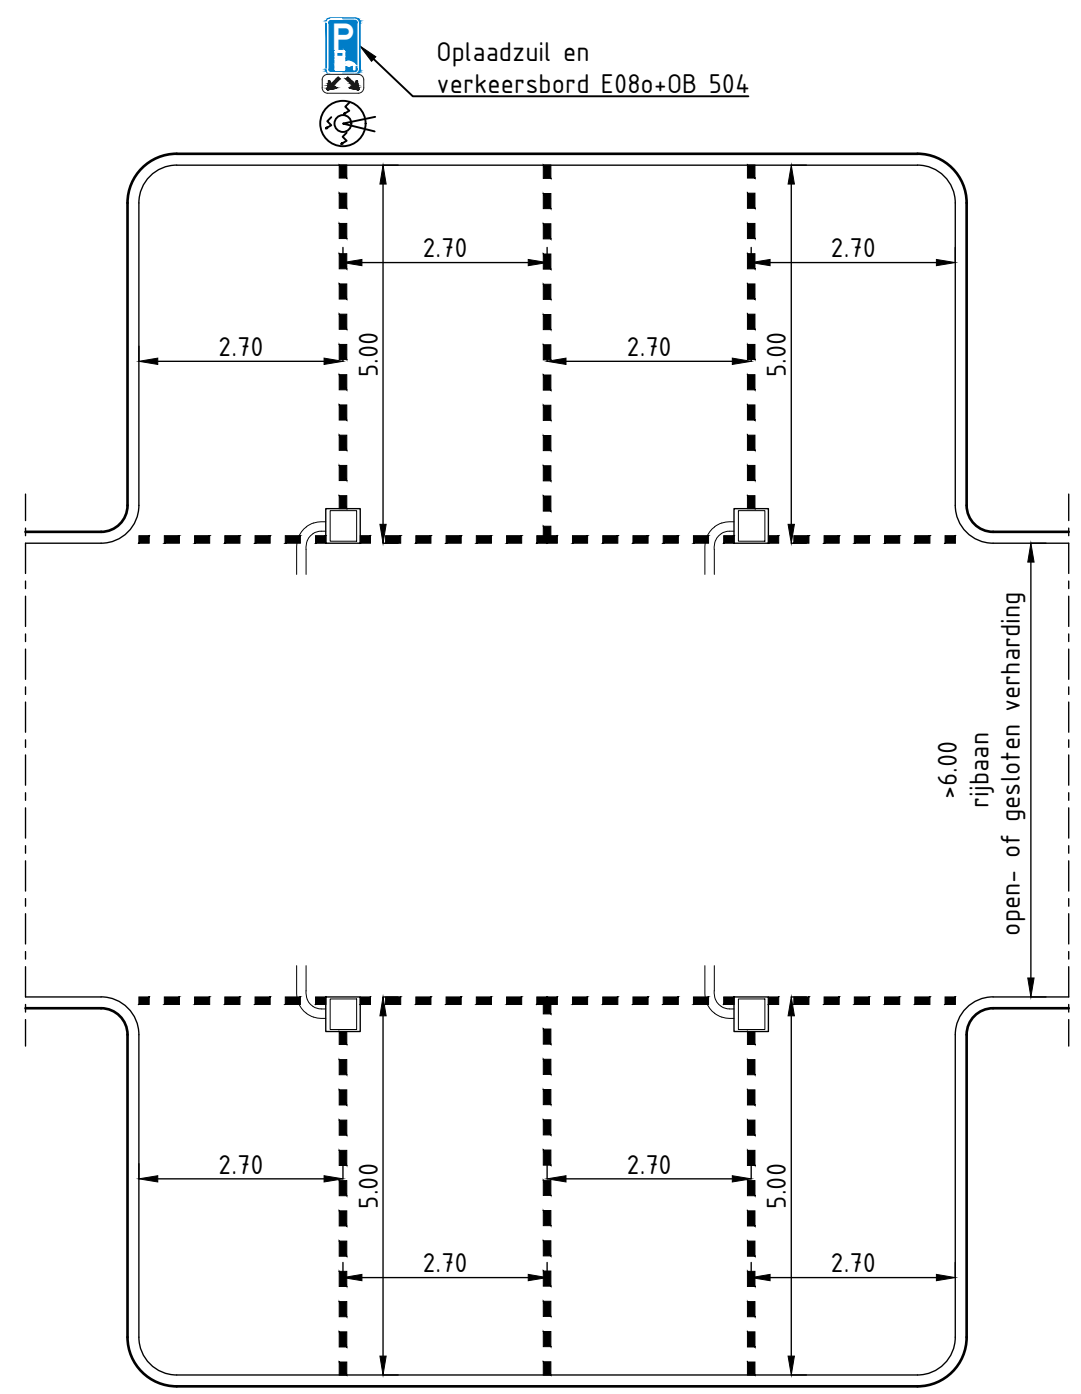 P
Oplaadzuil en
verkeersbord E08o+OB 504
2.70
2.70
2.70
2.70
5.00
5.00
>6.00
rijbaan
open- of gesloten verharding
2.70
2.70
5.00
5.00
2.70
2.70